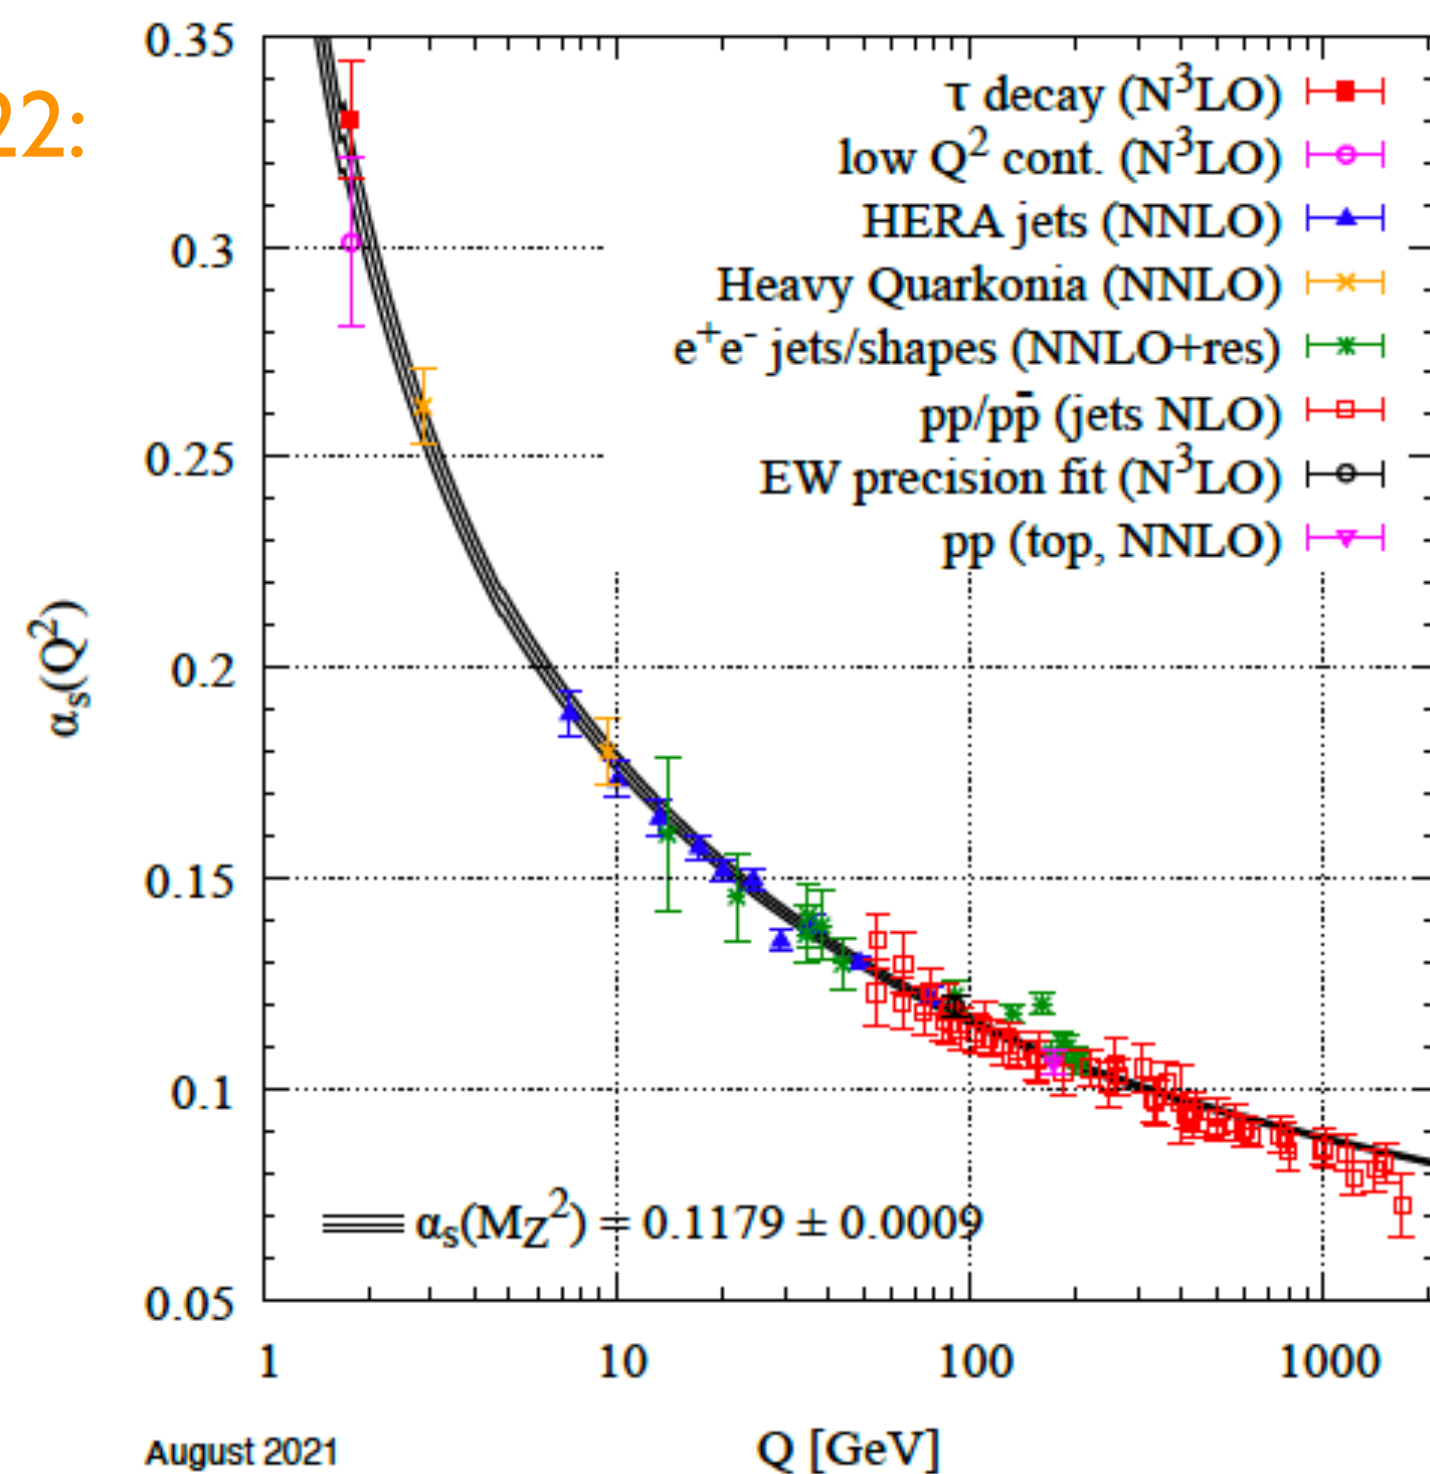 22:
0.35
0.3
0.25
0.2
0.15
0.1
0.05
αs(Q²)
τ decay (N³LO)
low Q² cont. (N³LO)
HERA jets (NNLO)
Heavy Quarkonia (NNLO)
e⁺e⁻ jets/shapes (NNLO+res)
pp/pp̄ (jets NLO)
EW precision fit (N³LO)
pp (top, NNLO)
αs(MZ²) = 0.1179 ± 0.0009
1 10 100 1000
Q [GeV]
August 2021